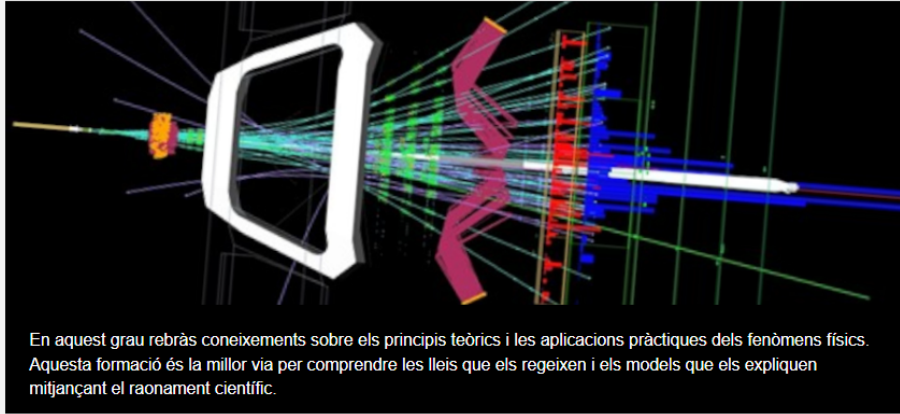 En aquest grau rebràs coneixements sobre els principis teòrics i les aplicacions pràctiques dels fenòmens físics.
Aquesta formació és la millor via per comprendre les lleis que els regeixen i els models que els expliquen
mitjançant el raonament científic.